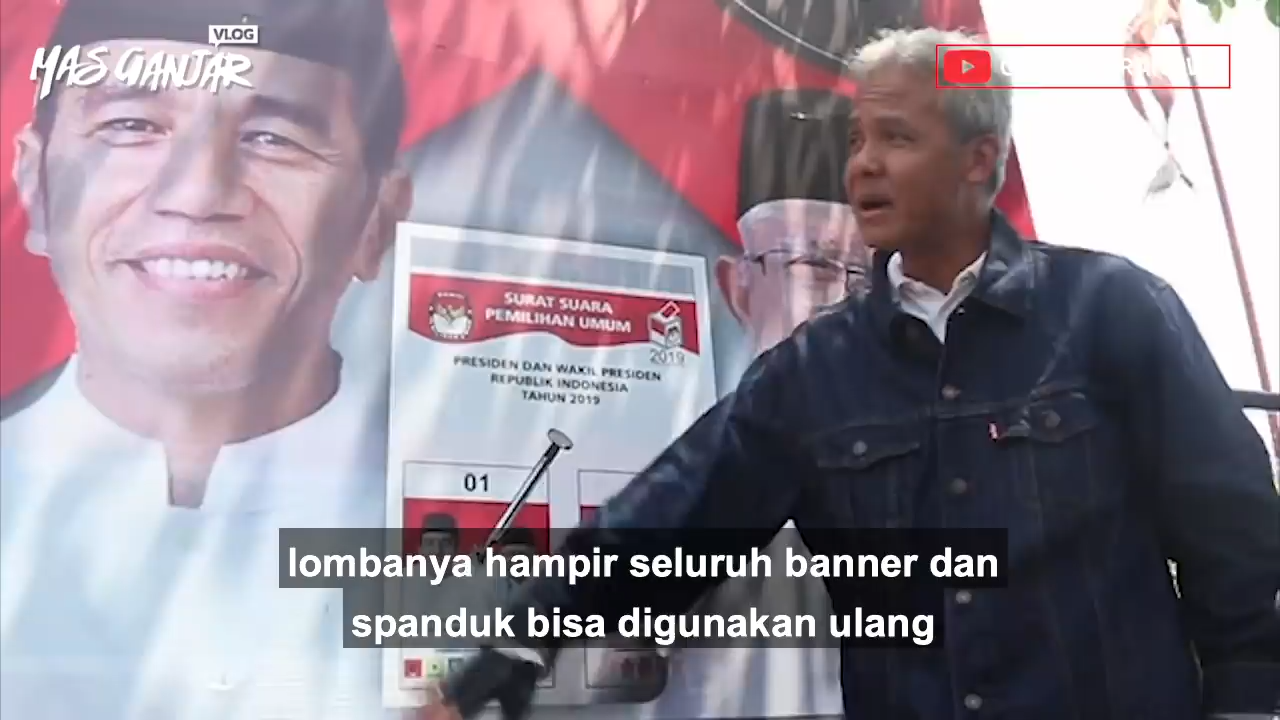 VLOG
MAS GANJAR
SURAT SUARA
PEMILIHAN UMUM
2019
PRESIDEN DAN WAKIL PRESIDEN
REPUBLIK INDONESIA
TAHUN 2019
01
lombanya hampir seluruh banner dan
spanduk bisa digunakan ulang